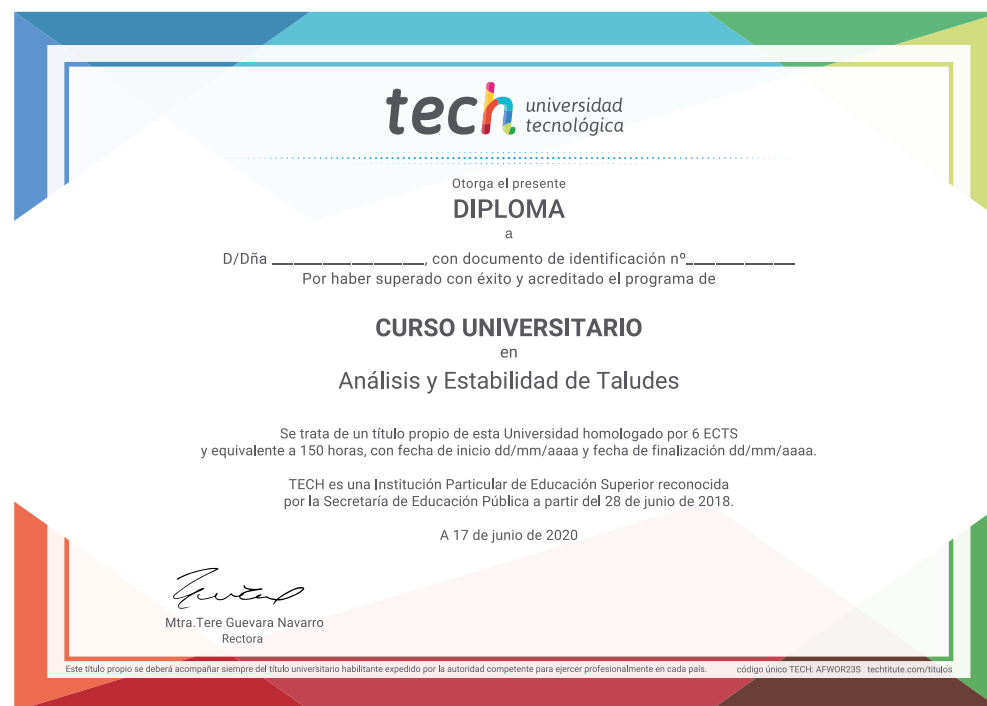 tech universidad
tecnológica
Otorga el presente
DIPLOMA
a
D/Dña ___________________, con documento de identificación nº______________
Por haber superado con éxito y acreditado el programa de
CURSO UNIVERSITARIO
en
Análisis y Estabilidad de Taludes
Se trata de un título propio de esta Universidad homologado por 6 ECTS
y equivalente a 150 horas, con fecha de inicio dd/mm/aaaa y fecha de finalización dd/mm/aaaa.
TECH es una Institución Particular de Educación Superior reconocida
por la Secretaría de Educación Pública a partir del 28 de junio de 2018.
A 17 de junio de 2020
Mtra.Tere Guevara Navarro
Rectora
Este título propio se deberá acompañar siempre del título universitario habilitante expedido por la autoridad competente para ejercer profesionalmente en cada país. código único TECH: AFWOR23S techtitute.com/titulos